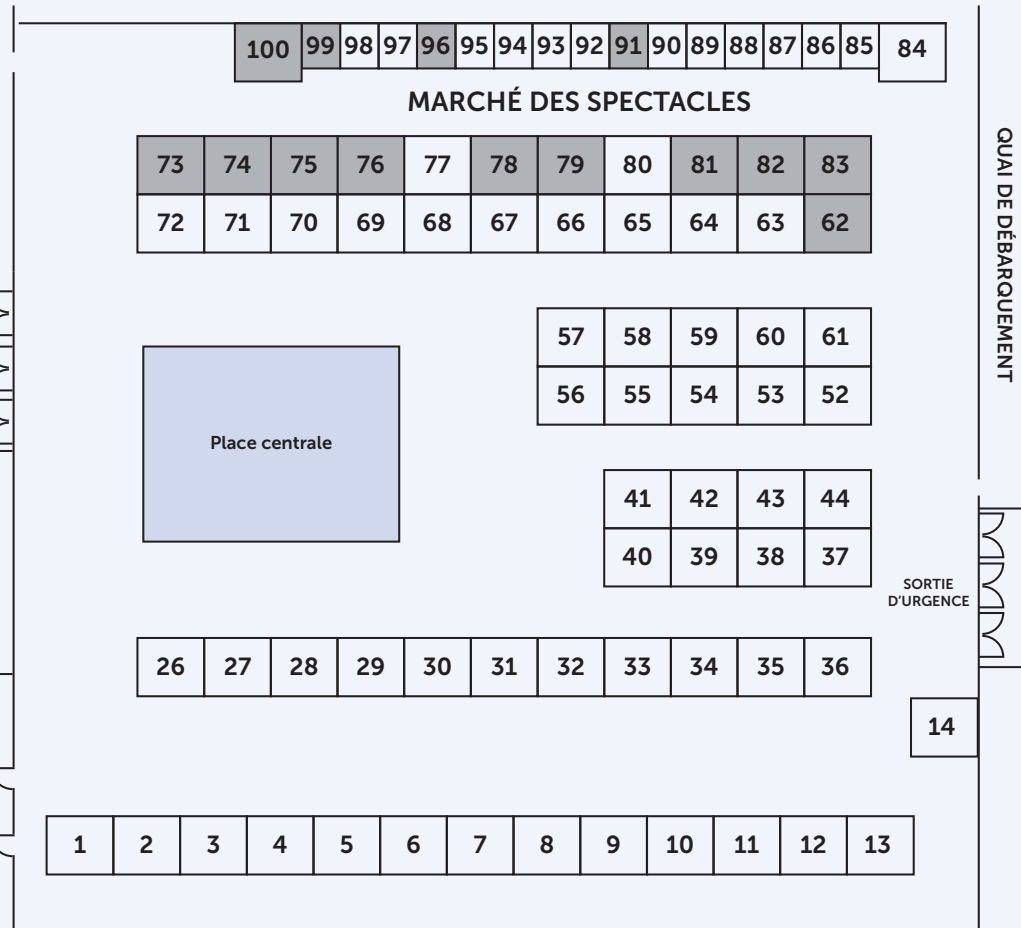 100 99 98 97 96 95 94 93 92 91 90 89 88 87 86 85 84
MARCHÉ DES SPECTACLES
73 74 75 76 77 78 79 80 81 82 83
72 71 70 69 68 67 66 65 64 63 62
QUAI DE DÉBARQUEMENT
57 58 59 60 61
56 55 54 53 52
Place centrale
41 42 43 44
40 39 38 37
SORTIE
D'URGENCE
26 27 28 29 30 31 32 33 34 35 36
14
1 2 3 4 5 6 7 8 9 10 11 12 13